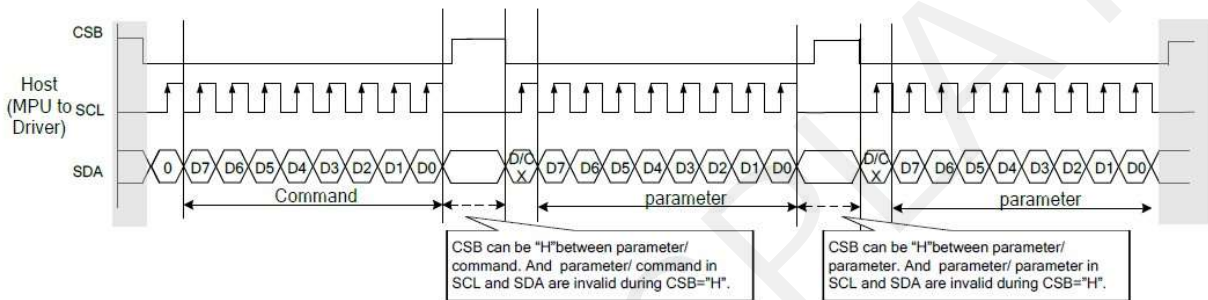 CSB
Host
(MPU to
Driver)
SCL
SDA
0 D7 D6 D5 D4 D3 D2 D1 D0 D/C X D7 D6 D5 D4 D3 D2 D1 D0 D/C X D7 D6 D5 D4 D3 D2 D1 D0
Command parameter parameter
CSB can be "H"between parameter/
command. And parameter/ command in
SCL and SDA are invalid during CSB="H".
CSB can be "H"between parameter/
parameter. And parameter/ parameter in
SCL and SDA are invalid during CSB="H".